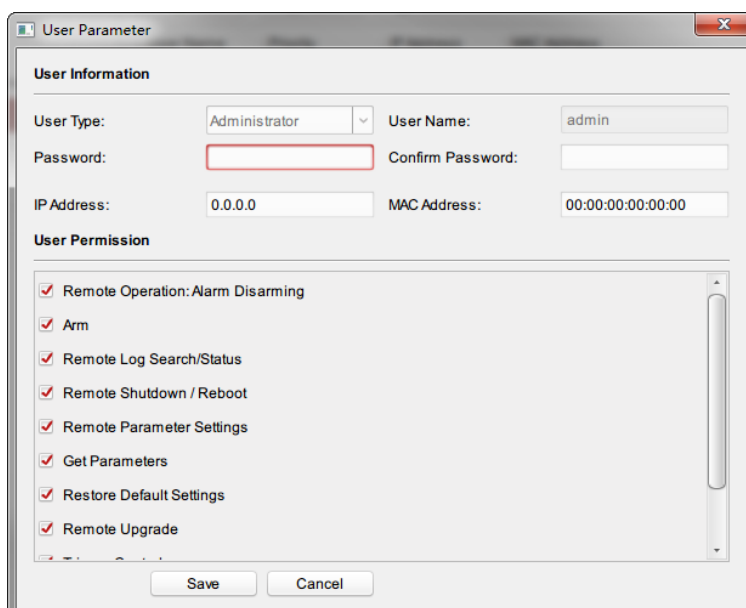 User Parameter
User Information
User Type: Administrator User Name: admin
Password: Confirm Password:
IP Address: 0.0.0.0 MAC Address: 00:00:00:00:00:00
User Permission
Remote Operation: Alarm Disarming
Arm
Remote Log Search/Status
Remote Shutdown / Reboot
Remote Parameter Settings
Get Parameters
Restore Default Settings
Remote Upgrade
Save Cancel